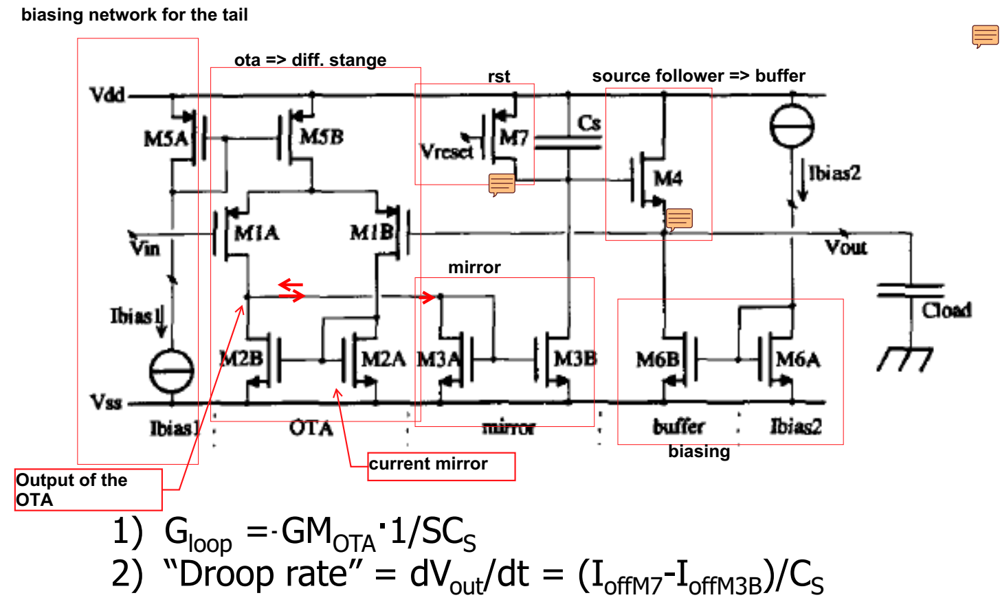 biasing network for the tail
ota => diff. stange
rst
source follower => buffer
Vdd
M5A
M5B
Vreset
M7
Cs
M4
Ibias2
M1A
M1B
Vin
Vout
mirror
Ibias1
Cload
M2B
M2A
M3A
M3B
M6B
M6A
Vss
Ibias1
OTA
mirror
buffer
Ibias2
biasing
current mirror
Output of the
OTA
1) Gloop =-GMOTA·1/SCS
2) “Droop rate” = dVout/dt = (IoffM7-IoffM3B)/CS